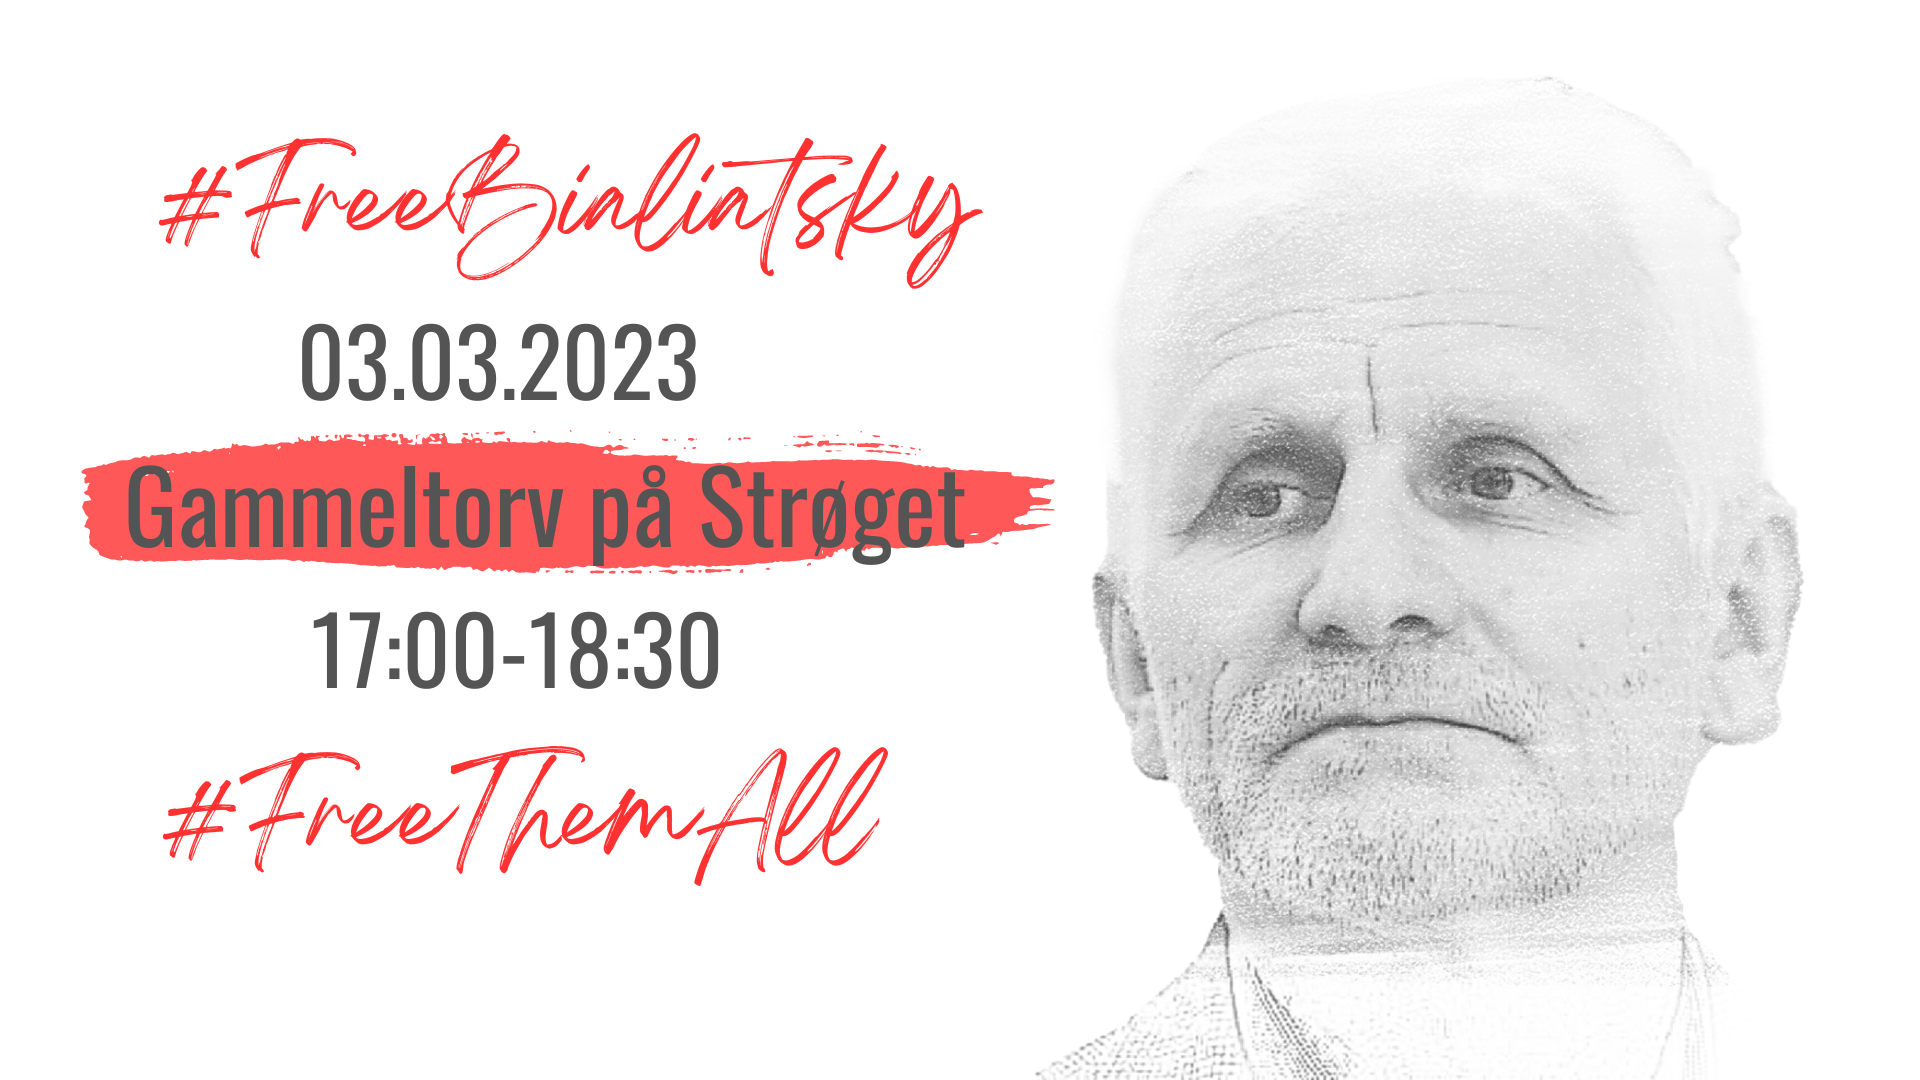 #FreeBialiatsky
03.03.2023
Gammeltorv på Strøget
17:00-18:30
#FreeThemAll